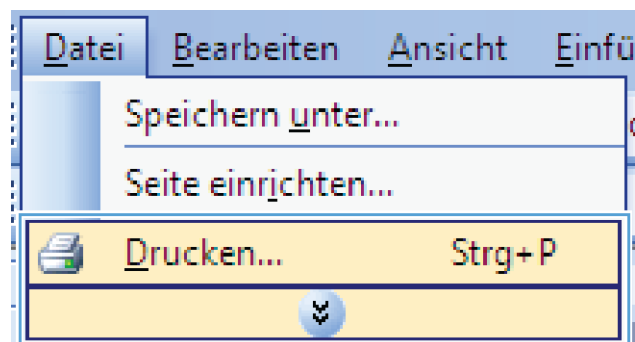 Datei Bearbeiten Ansicht Einfü
Speichern unter...
Seite einrichten...
Drucken... Strg+P